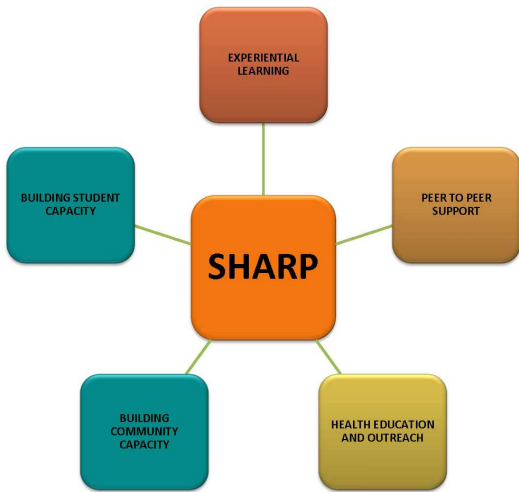 EXPERIENTIAL
LEARNING
BUILDING STUDENT
CAPACITY
PEER TO PEER
SUPPORT
SHARP
BUILDING
COMMUNITY
CAPACITY
HEALTH EDUCATION
AND OUTREACH